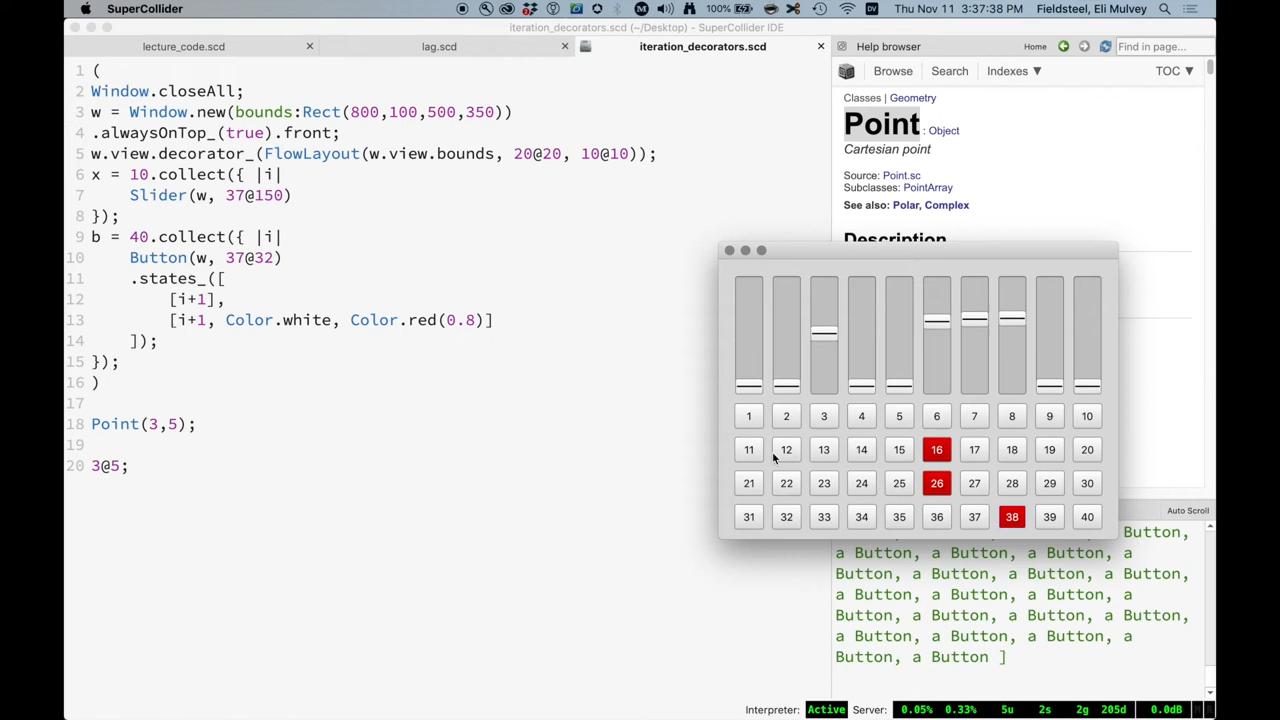 SuperCollider
100%
Thu Nov 11 3:37:38 PM
Fieldsteel, Eli Mulvey
iteration_decorators.scd (~/Desktop) - SuperCollider IDE
lecture_code.scd
lag.scd
iteration_decorators.scd
Help browser
Home
Find in page...
Browse
Search
Indexes ▼
TOC ▼
1 (
2 Window.closeAll;
3 w = Window.new(bounds:Rect(800,100,500,350))
4 .alwaysOnTop_(true).front;
5 w.view.decorator_(FlowLayout(w.view.bounds, 20@20, 10@10));
6 x = 10.collect({ |i|
7 Slider(w, 37@150)
8 });
9 b = 40.collect({ |i|
10 Button(w, 37@32)
11 .states_([
12 [i+1],
13 [i+1, Color.white, Color.red(0.8)]
14 ]);
15 });
16 )
17
18 Point(3,5);
19
20 3@5;
Classes | Geometry
Point : Object
Cartesian point
Source: Point.sc
Subclasses: PointArray
See also: Polar, Complex
Description
1 2 3 4 5 6 7 8 9 10
11 12 13 14 15 16 17 18 19 20
21 22 23 24 25 26 27 28 29 30
31 32 33 34 35 36 37 38 39 40
Auto Scroll
Button,
a Button, a Button, a Button, a
Button, a Button, a Button, a Button,
a Button, a Button, a Button, a
Button, a Button, a Button, a Button,
a Button, a Button, a Button, a
Button, a Button ]
Interpreter: Active Server: 0.05% 0.33% 5u 2s 2g 205d 0.0dB